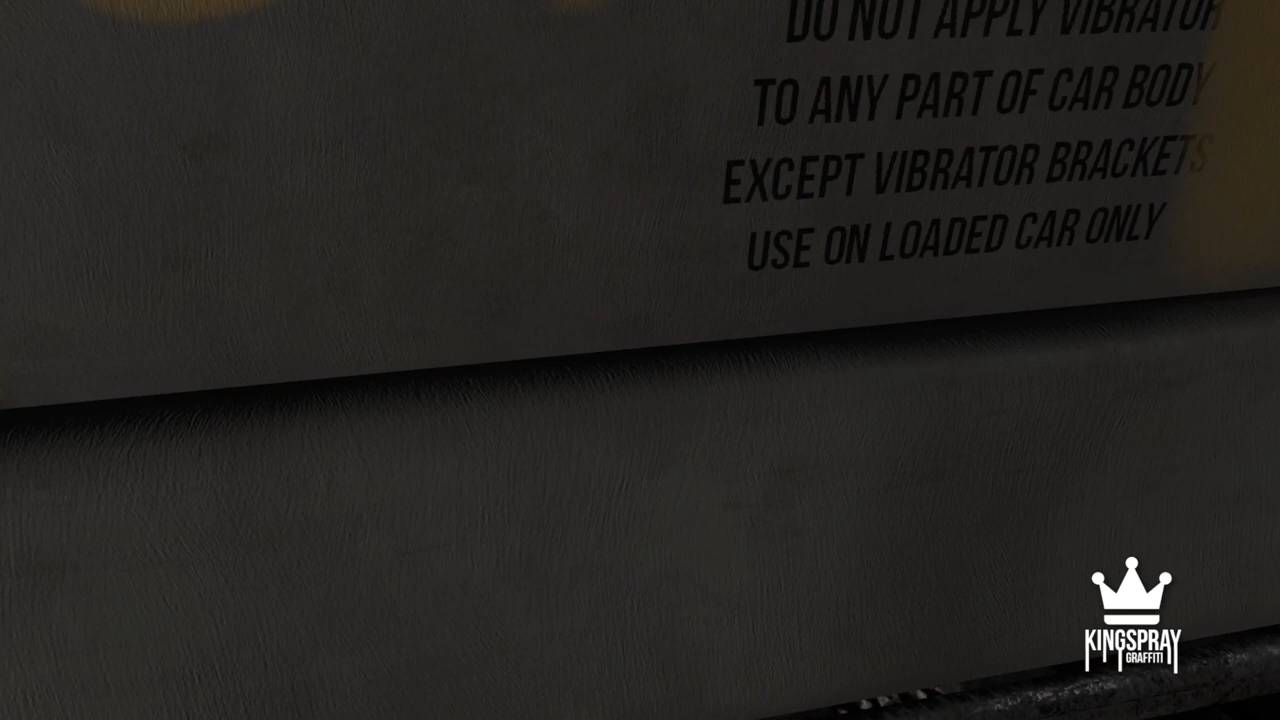 DO NOT APPLY VIBRATOR
TO ANY PART OF CAR BODY
EXCEPT VIBRATOR BRACKETS
USE ON LOADED CAR ONLY
KINGSPRAY
GRAFFITI